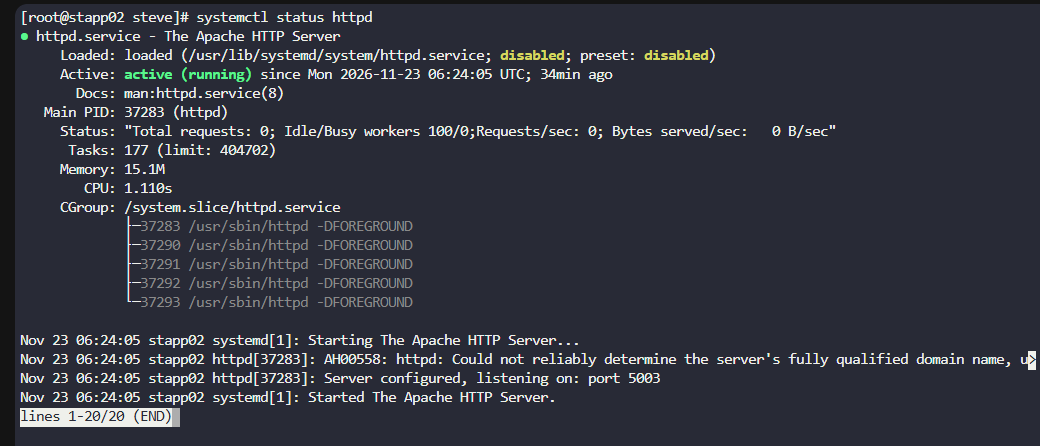 [root@stapp02 steve]# systemctl status httpd
● httpd.service - The Apache HTTP Server
     Loaded: loaded (/usr/lib/systemd/system/httpd.service; disabled; preset: disabled)
     Active: active (running) since Mon 2026-11-23 06:24:05 UTC; 34min ago
       Docs: man:httpd.service(8)
   Main PID: 37283 (httpd)
     Status: "Total requests: 0; Idle/Busy workers 100/0;Requests/sec: 0; Bytes served/sec:   0 B/sec"
      Tasks: 177 (limit: 404702)
     Memory: 15.1M
        CPU: 1.110s
     CGroup: /system.slice/httpd.service
             ├─37283 /usr/sbin/httpd -DFOREGROUND
             ├─37290 /usr/sbin/httpd -DFOREGROUND
             ├─37291 /usr/sbin/httpd -DFOREGROUND
             ├─37292 /usr/sbin/httpd -DFOREGROUND
             └─37293 /usr/sbin/httpd -DFOREGROUND

Nov 23 06:24:05 stapp02 systemd[1]: Starting The Apache HTTP Server...
Nov 23 06:24:05 stapp02 httpd[37283]: AH00558: httpd: Could not reliably determine the server's fully qualified domain name, u>
Nov 23 06:24:05 stapp02 httpd[37283]: Server configured, listening on: port 5003
Nov 23 06:24:05 stapp02 systemd[1]: Started The Apache HTTP Server.
lines 1-20/20 (END)